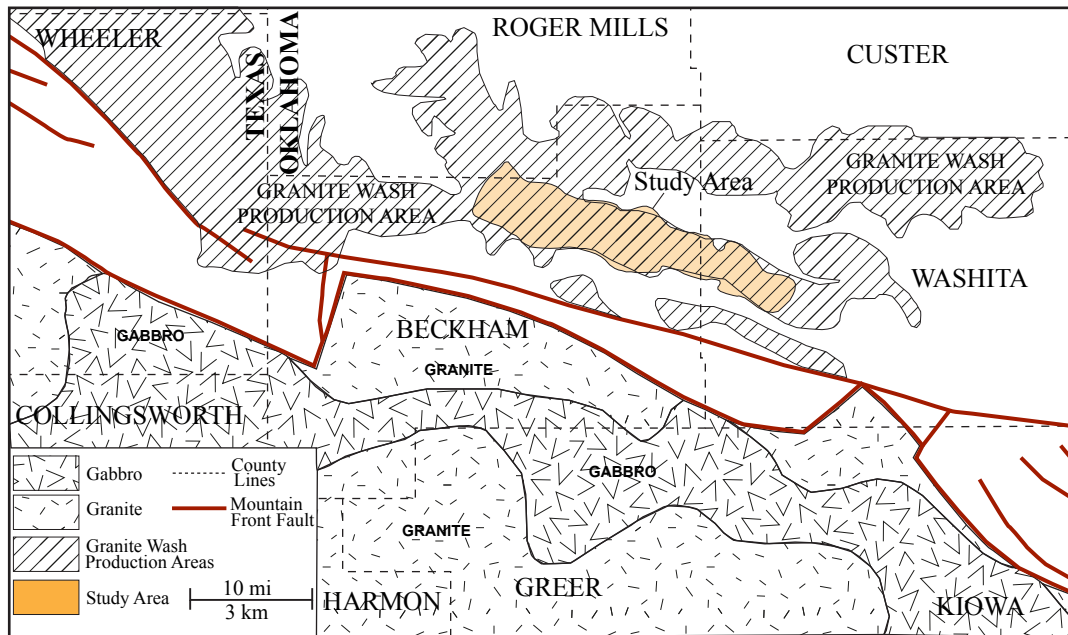 WHEELER
TEXAS
OKLAHOMA
ROGER MILLS
CUSTER
GRANITE WASH
PRODUCTION AREA
Study Area
GRANITE WASH
PRODUCTION AREA
WASHITA
GABBRO
BECKHAM
GRANITE
COLLINGSWORTH
GABBRO
GRANITE
HARMON
GREER
KIOWA
Gabbro
County
Lines
Granite
Mountain
Front Fault
Granite Wash
Production Areas
Study Area
10 mi
3 km